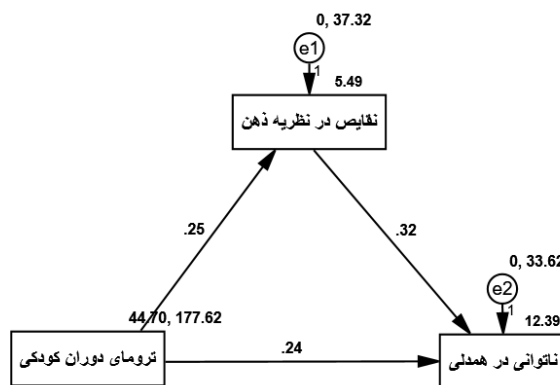 0, 37.32
e1
1
5.49
نقایص در نظریه ذهن
.25
.32
0, 33.62
e2
1
44.70, 177.62
12.39
ترومای دوران کودکی
.24
ناتوانی در همدلی